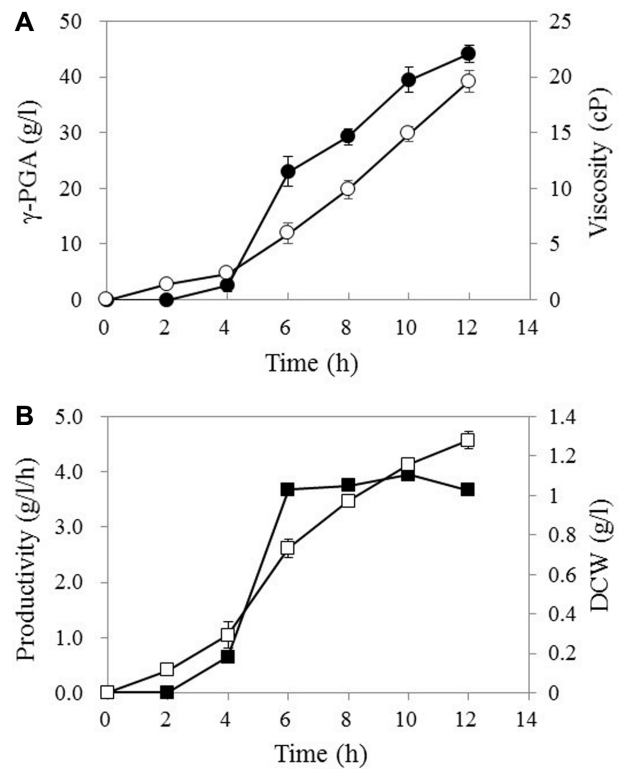 A
50
40
30
20
10
0
γ-PGA (g/l)
25
20
15
10
5
0
Viscosity (cP)
0 2 4 6 8 10 12 14
Time (h)
B
5.0
4.0
3.0
2.0
1.0
0.0
Productivity (g/l/h)
1.4
1.2
1
0.8
0.6
0.4
0.2
0
DCW (g/l)
0 2 4 6 8 10 12 14
Time (h)